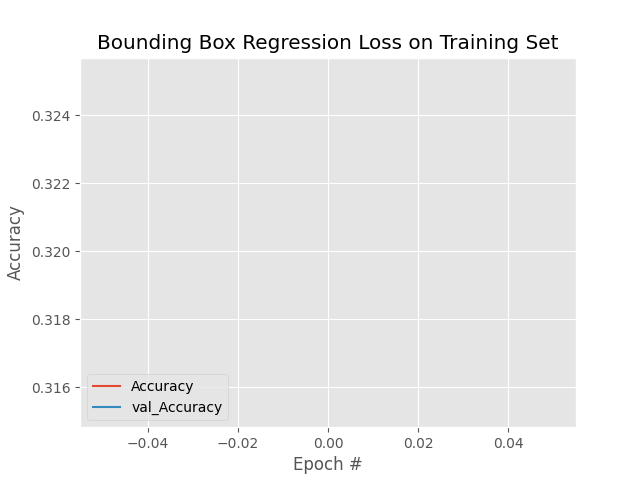 Bounding Box Regression Loss on Training Set
Accuracy
0.324
0.322
0.320
0.318
0.316
Accuracy
val_Accuracy
−0.04
−0.02
0.00
0.02
0.04
Epoch #